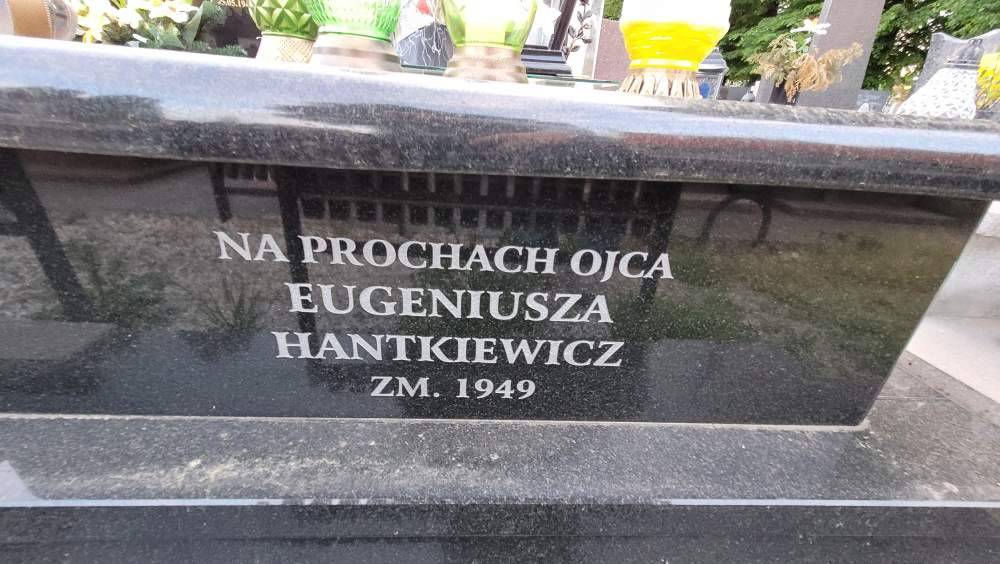 NA PROCHACH OJCA
EUGENIUSZA
HANTKIEWICZ
ZM. 1949